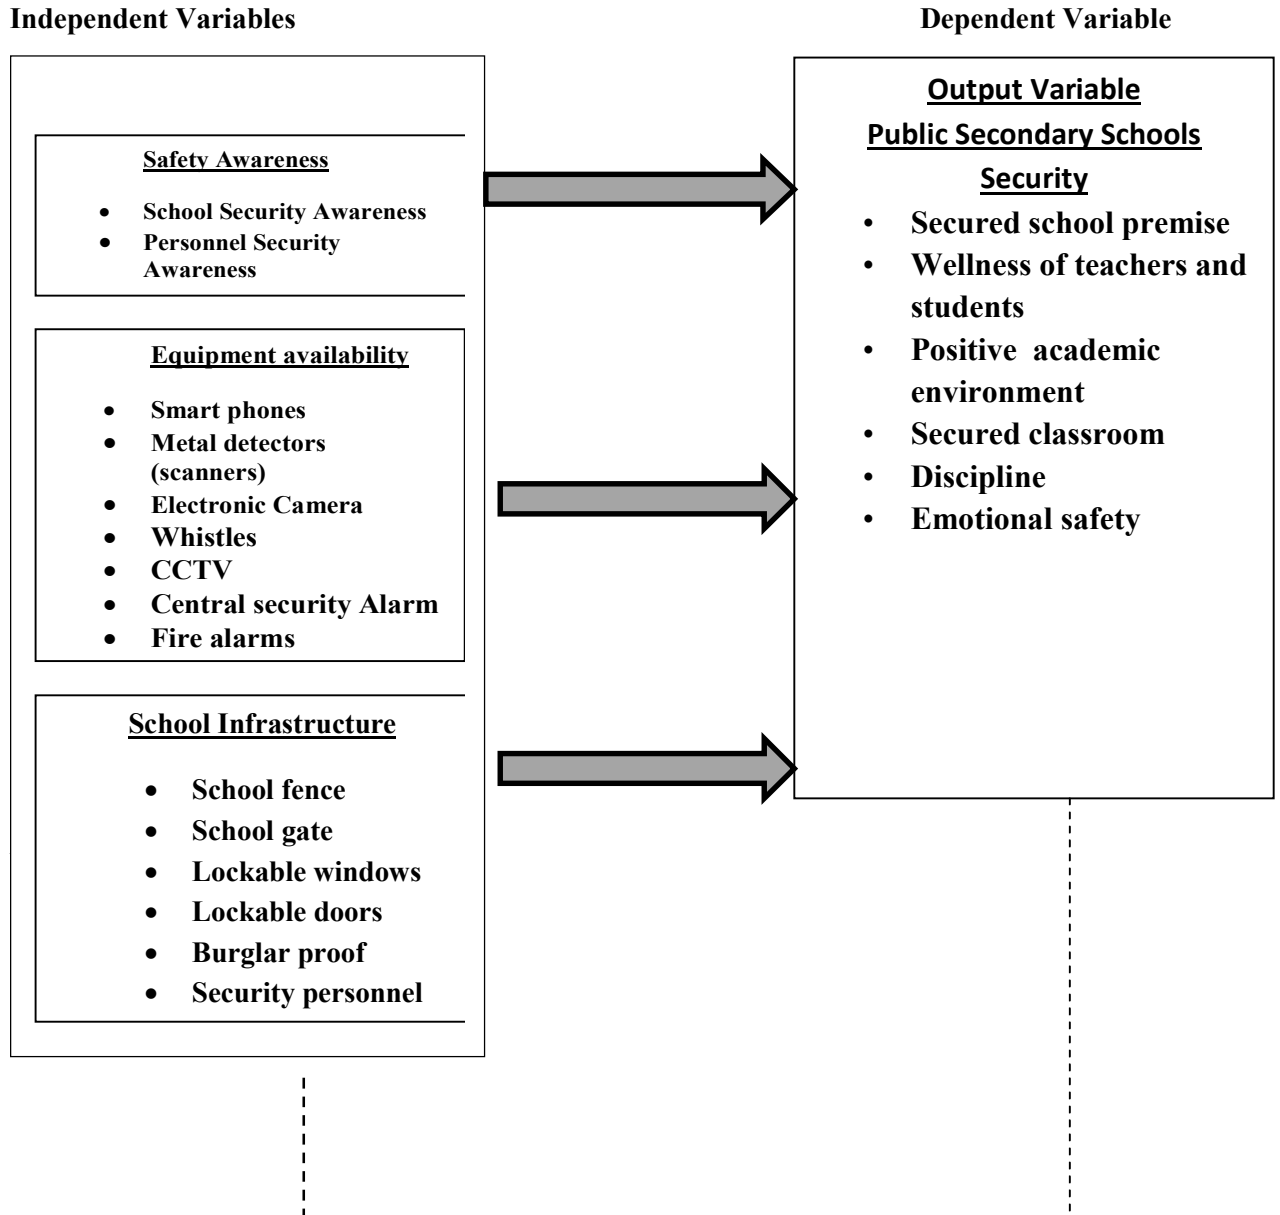 Independent Variables
Dependent Variable
Safety Awareness
• School Security Awareness
• Personnel Security
Awareness
Equipment availability
• Smart phones
• Metal detectors
(scanners)
• Electronic Camera
• Whistles
• CCTV
• Central security Alarm
• Fire alarms
School Infrastructure
• School fence
• School gate
• Lockable windows
• Lockable doors
• Burglar proof
• Security personnel
Output Variable
Public Secondary Schools
Security
• Secured school premise
• Wellness of teachers and
students
• Positive academic
environment
• Secured classroom
• Discipline
• Emotional safety